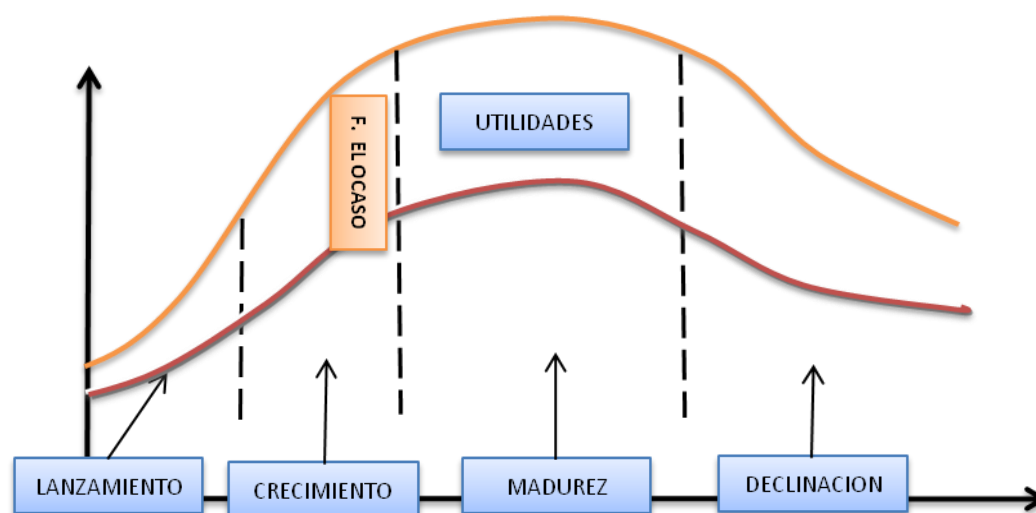 F. EL OCASO
UTILIDADES
LANZAMIENTO
CRECIMIENTO
MADUREZ
DECLINACION